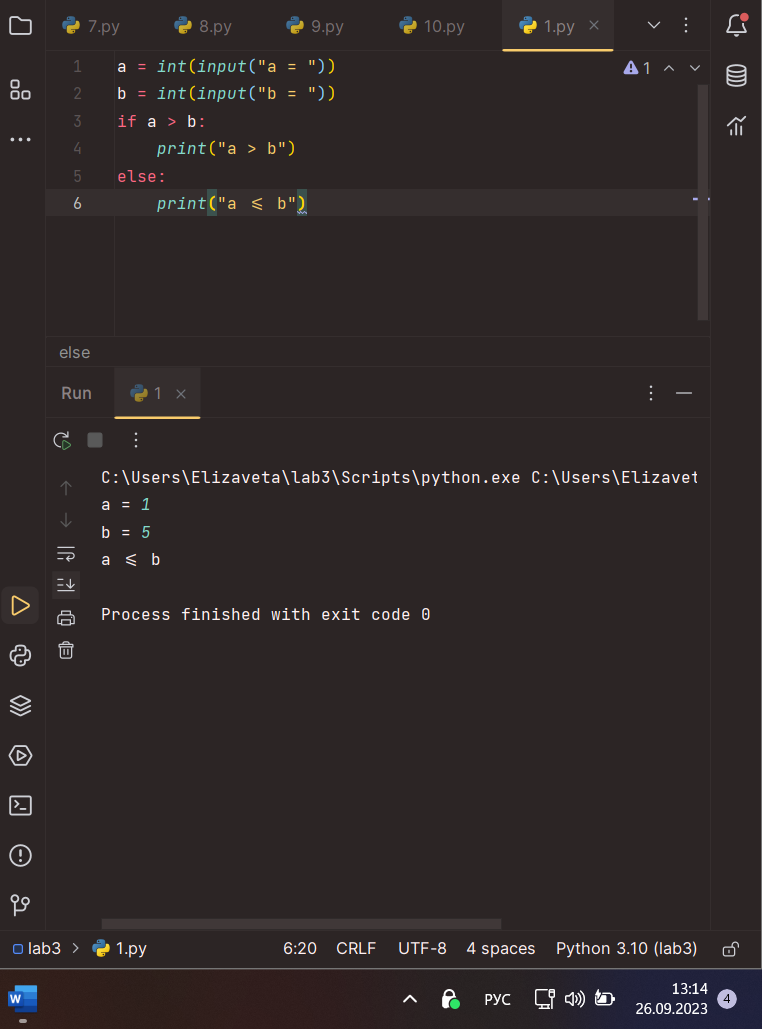 7.py 8.py 9.py 10.py 1.py
1 a = int(input("a = "))
2 b = int(input("b = "))
3 if a > b:
4 print("a > b")
5 else:
6 print("a <= b")
1
else
Run 1
C:\Users\Elizaveta\lab3\Scripts\python.exe C:\Users\Elizavet
a = 1
b = 5
a <= b
Process finished with exit code 0
lab3 > 1.py 6:20 CRLF UTF-8 4 spaces Python 3.10 (lab3)
W РУС 13:14
26.09.2023 4